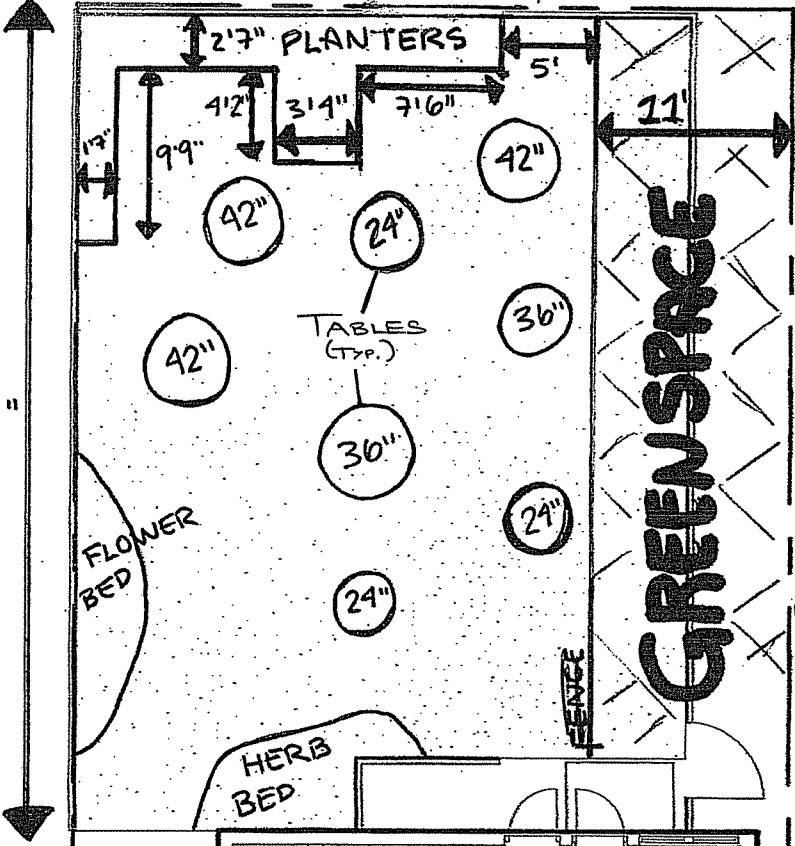 2'7" PLANTERS
5'
4'2"
3'4"
7'6"
11'
1'7"
9'9"
42"
42"
24"
36"
TABLES
(TYP.)
42"
"
36"
24"
FLOWER
BED
24"
FENCE
GREENSPACE
HERB
BED